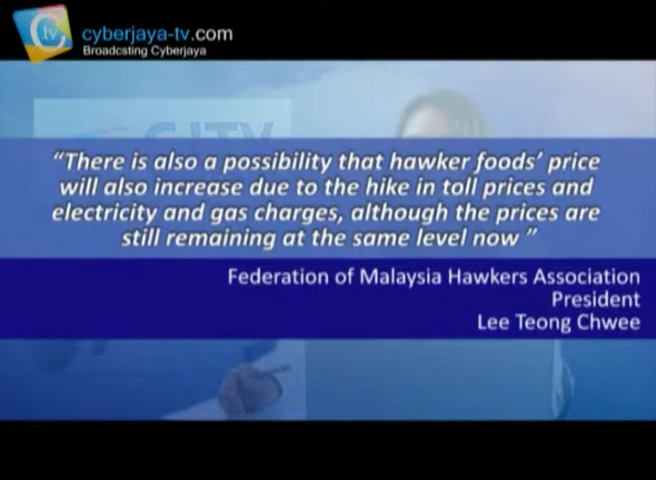 cyberjaya-tv.com
Broadcsting Cyberjaya
CJTV
“There is also a possibility that hawker foods’ price
will also increase due to the hike in toll prices and
electricity and gas charges, although the prices are
still remaining at the same level now ”
Federation of Malaysia Hawkers Association
President
Lee Teong Chwee